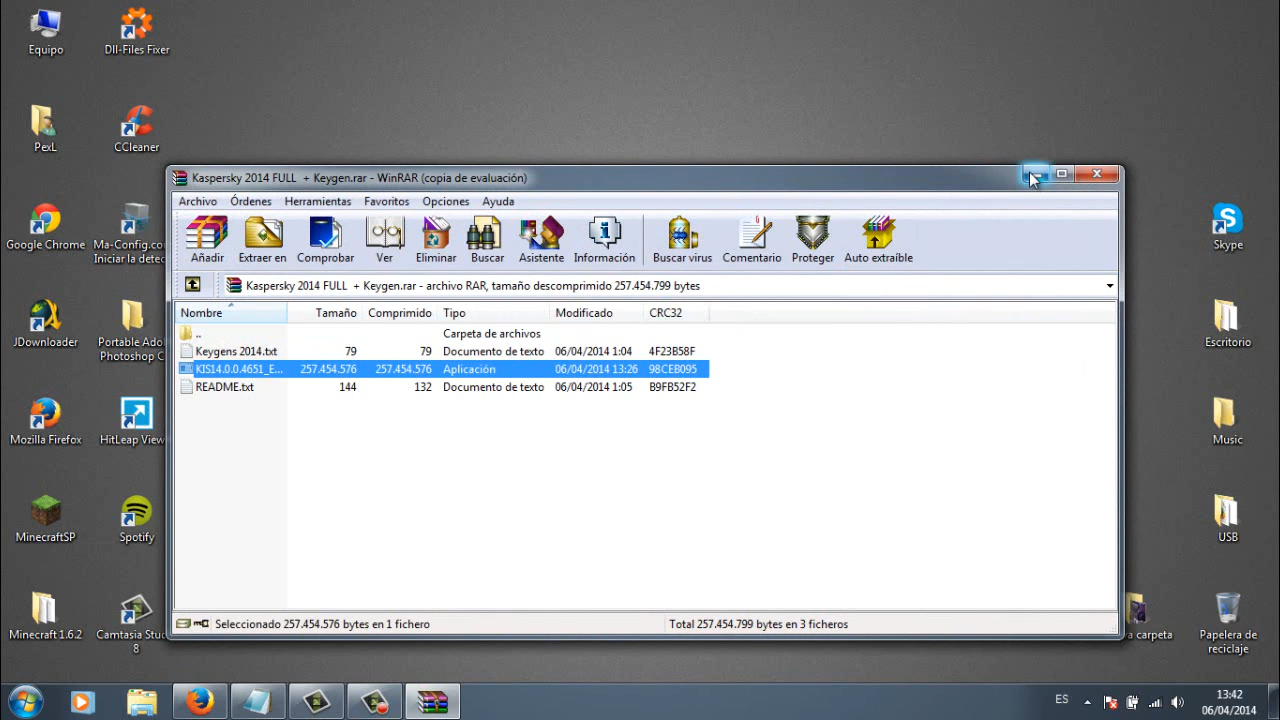 Equipo
Dll-Files Fixer
PexL
CCleaner
Kaspersky 2014 FULL + Keygen.rar - WinRAR (copia de evaluación)
Archivo Órdenes Herramientas Favoritos Opciones Ayuda
Añadir Extraer en Comprobar Ver Eliminar Buscar Asistente Información Buscar virus Comentario Proteger Auto extraíble
Kaspersky 2014 FULL + Keygen.rar - archivo RAR, tamaño descomprimido 257.454.799 bytes
Nombre Tamaño Comprimido Tipo Modificado CRC32
.. Carpeta de archivos
Keygens 2014.txt 79 79 Documento de texto 06/04/2014 1:04 4F23B58F
KIS14.0.0.4651_E... 257.454.576 257.454.576 Aplicación 06/04/2014 13:26 98CEB095
README.txt 144 132 Documento de texto 06/04/2014 1:05 B9FB52F2
Seleccionado 257.454.576 bytes en 1 fichero
Total 257.454.799 bytes en 3 ficheros
Google Chrome
Ma-Config.co
Iniciar la detec
JDownloader
Portable Ado
Photoshop C
Mozilla Firefox
HitLeap View
MinecraftSP
Spotify
Minecraft 1.6.2
Camtasia Stud
8
Skype
Escritorio
Music
USB
a carpeta
Papelera de
reciclaje
ES
13:42
06/04/2014